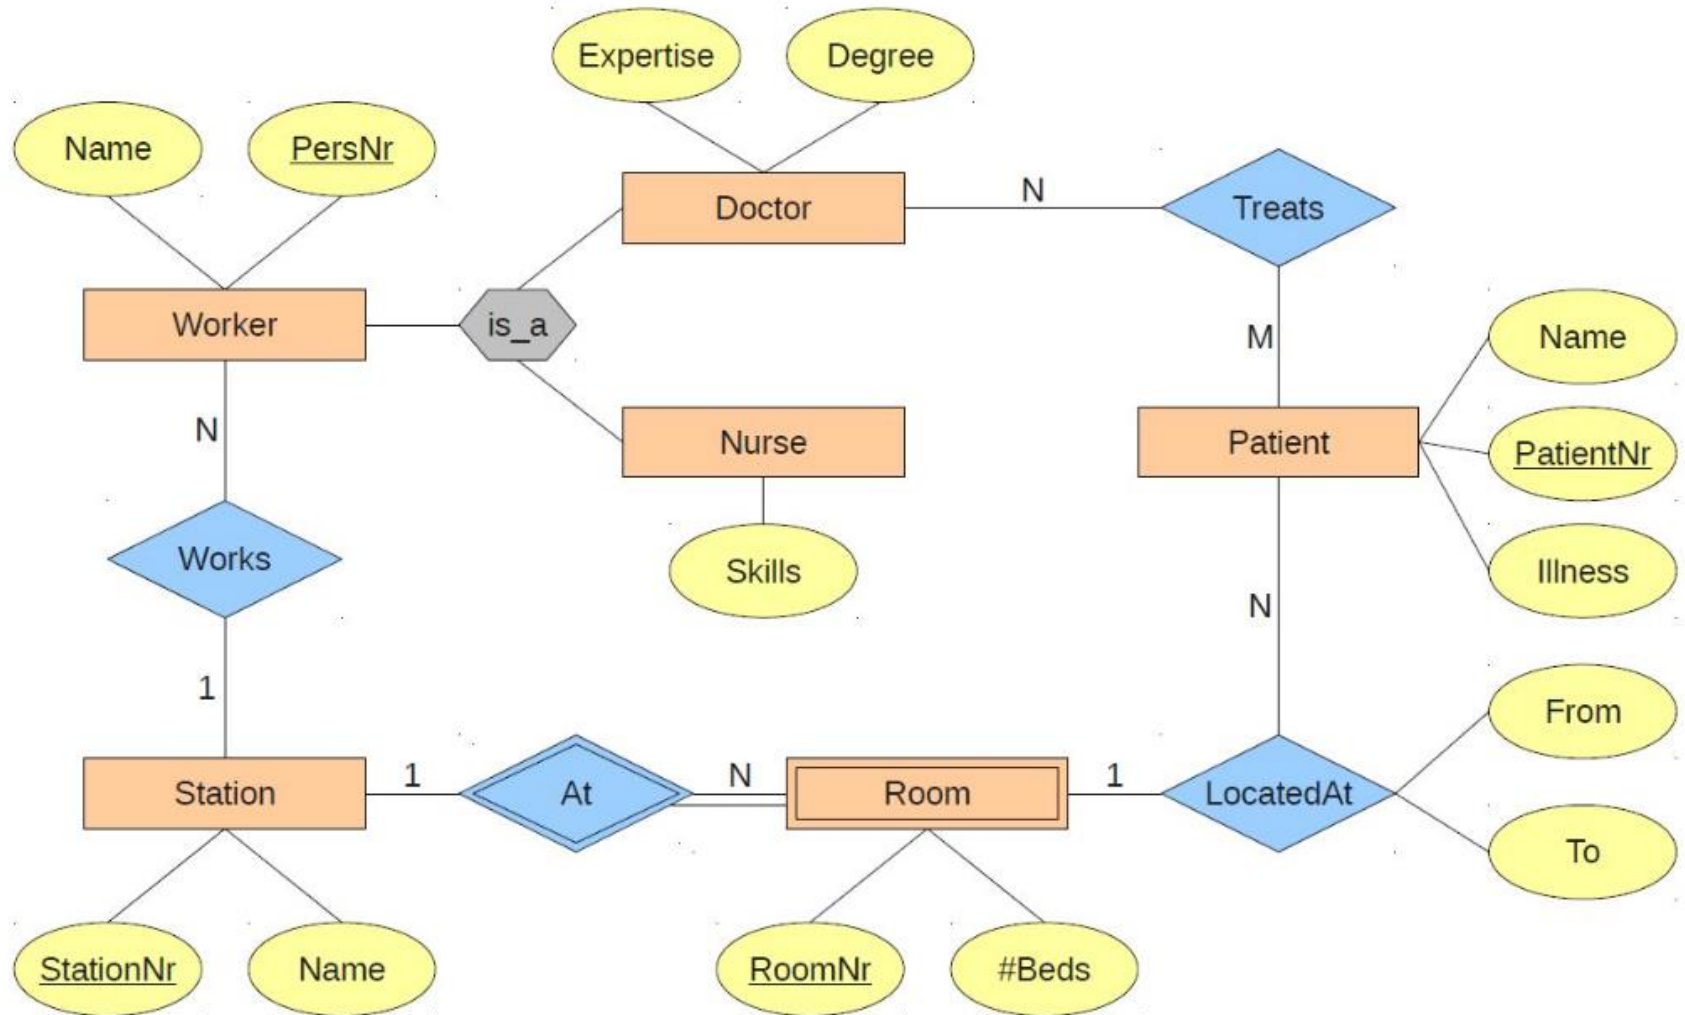 Expertise
Degree
Name
PersNr
Doctor
N
Treats
Worker
is_a
M
Name
N
Nurse
Patient
PatientNr
Works
Skills
Illness
N
1
From
Station
1
At
N
Room
1
LocatedAt
To
StationNr
Name
RoomNr
#Beds